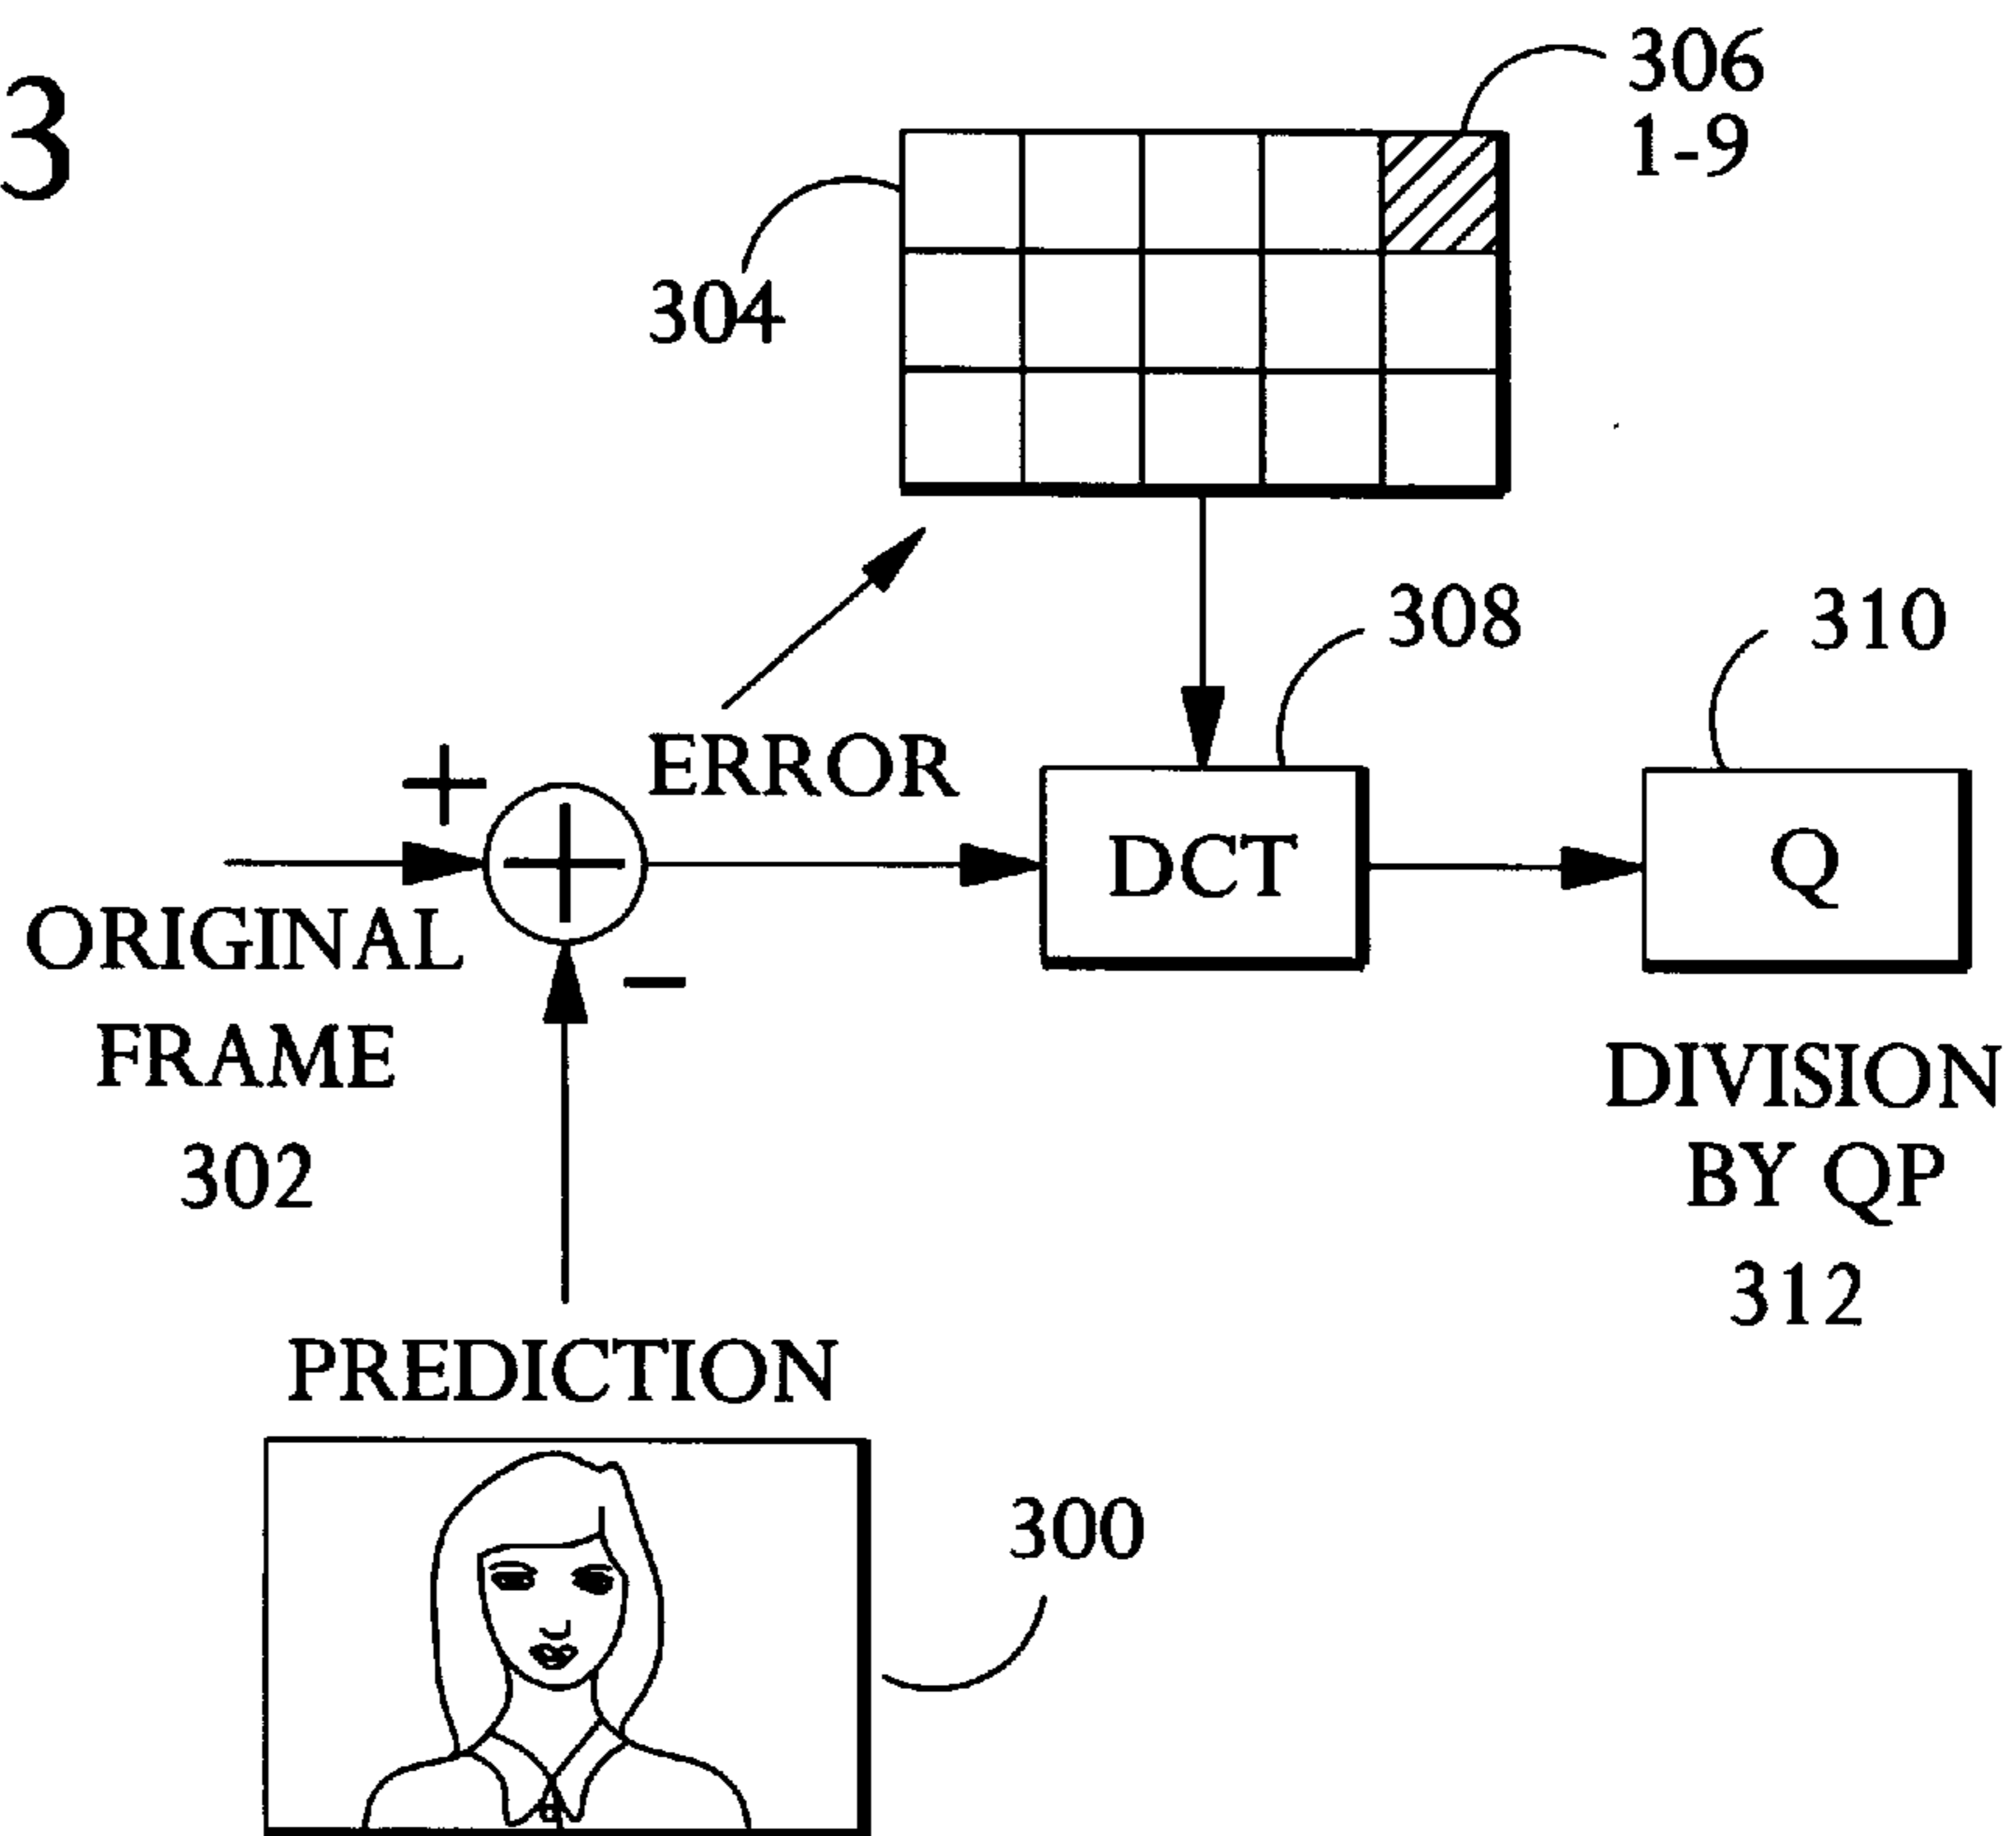 3
306
1-9
304
308
310
ERROR
+
DCT
Q
ORIGINAL
FRAME
302
−
DIVISION
BY QP
312
PREDICTION
300